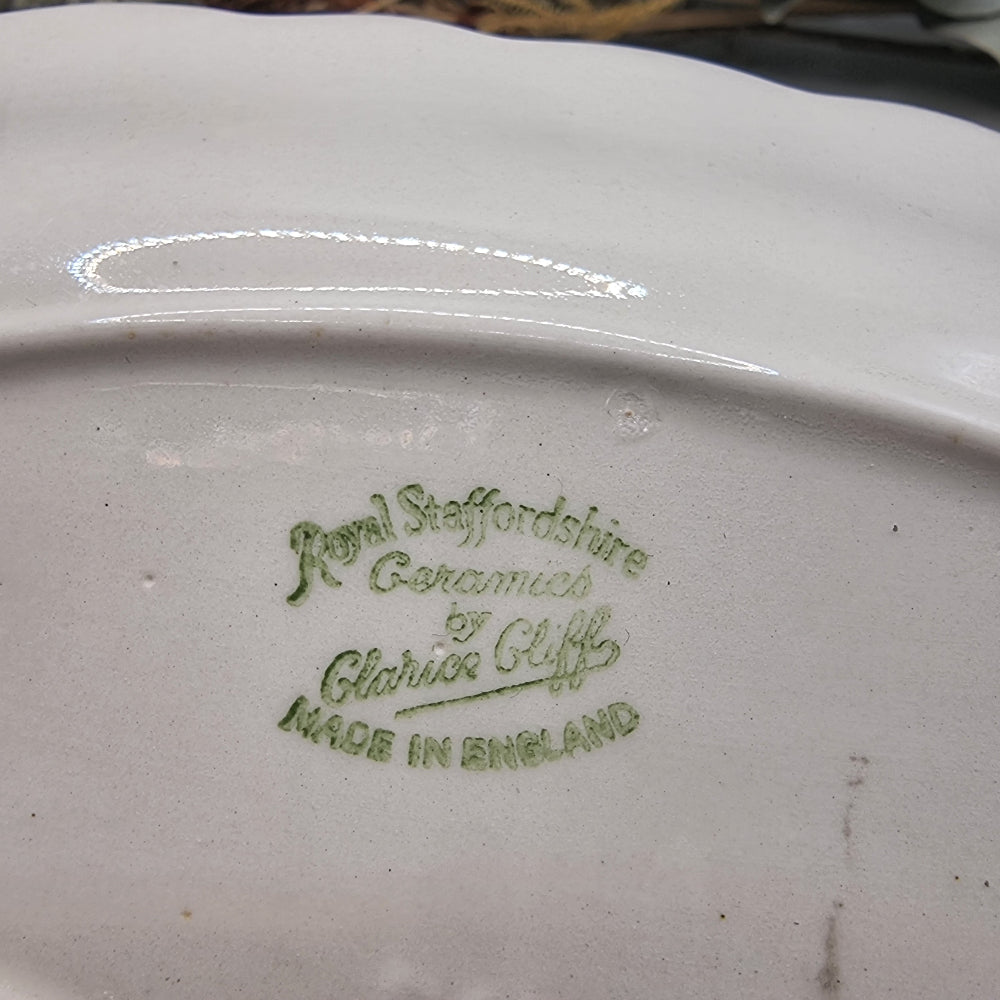 Royal Staffordshire
Ceramics
by
Clarice Cliff
MADE IN ENGLAND